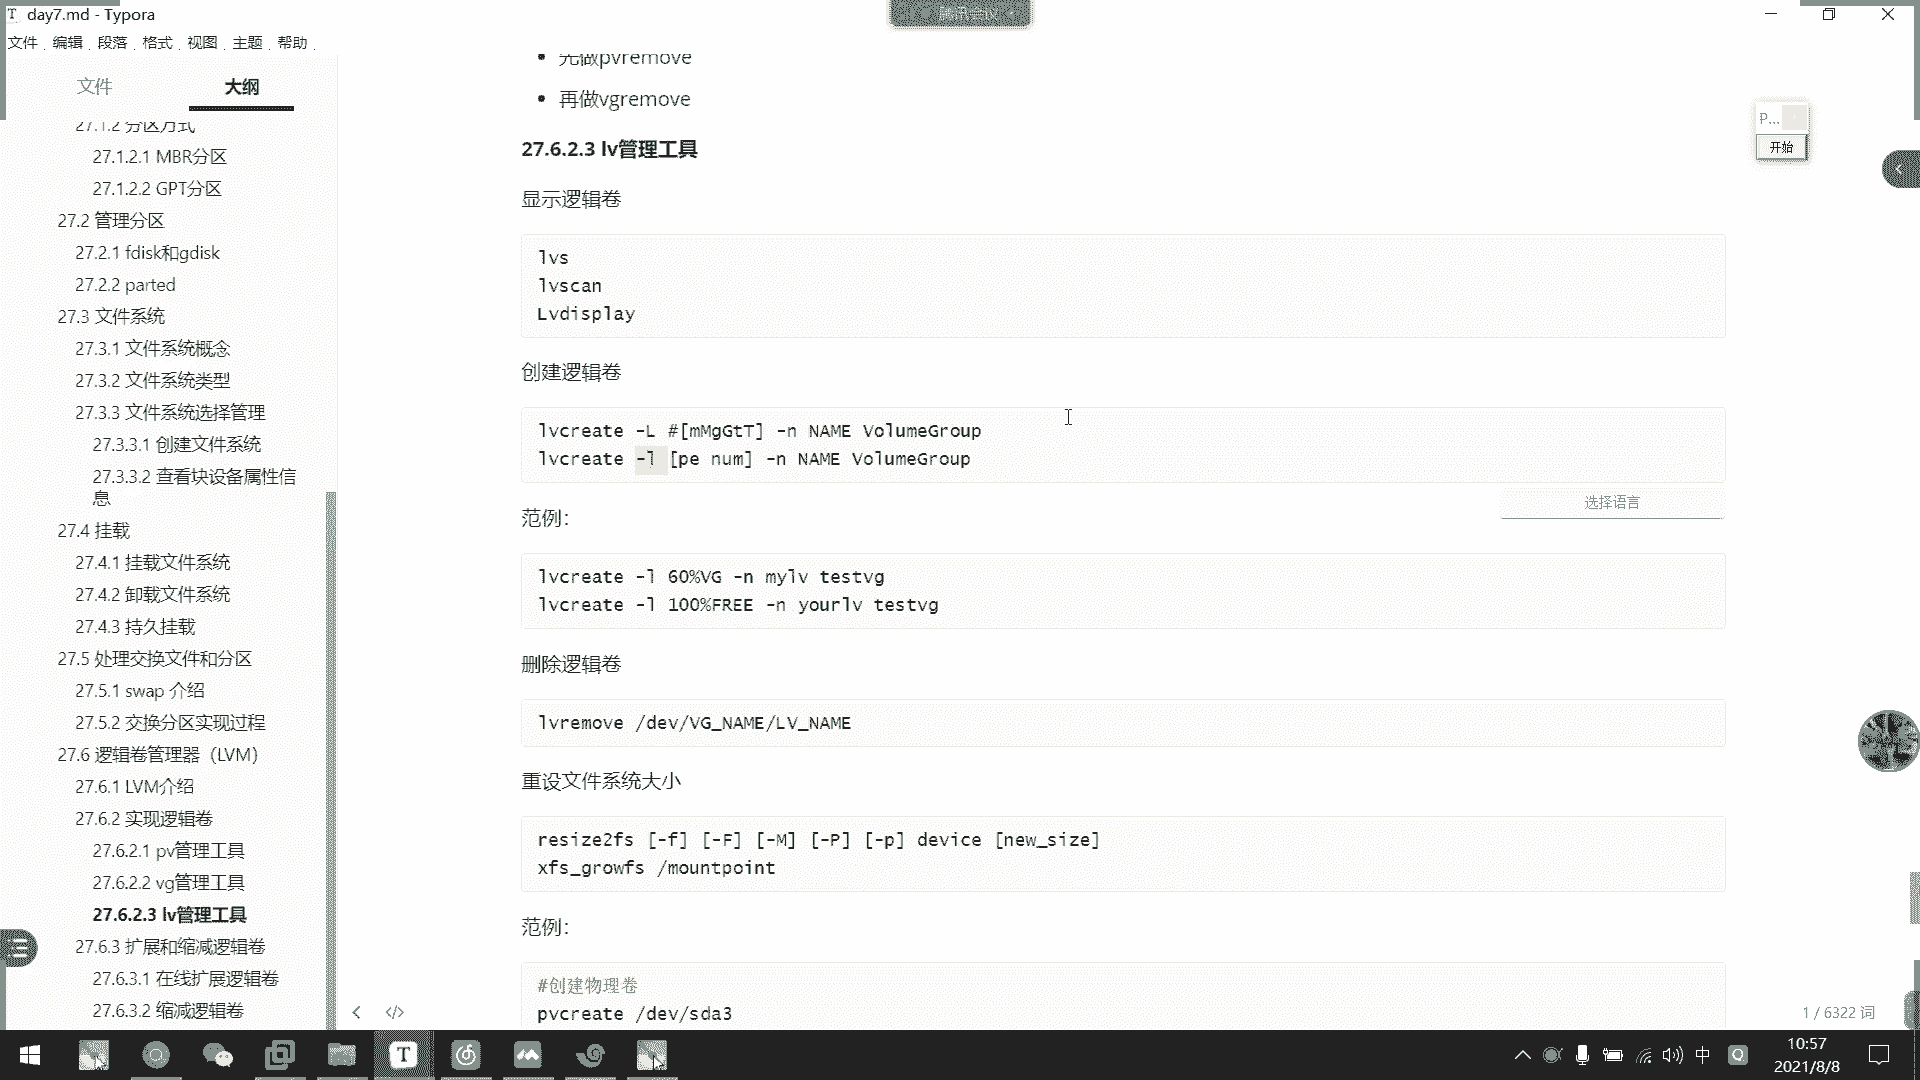 day7.md - Typora
腾讯会议
文件 编辑 段落 格式 视图 主题 帮助
文件 大纲
27.1.2 分区方式
27.1.2.1 MBR分区
27.1.2.2 GPT分区
27.2 管理分区
27.2.1 fdisk和gdisk
27.2.2 parted
27.3 文件系统
27.3.1 文件系统概念
27.3.2 文件系统类型
27.3.3 文件系统选择管理
27.3.3.1 创建文件系统
27.3.3.2 查看块设备属性信
息
27.4 挂载
27.4.1 挂载文件系统
27.4.2 卸载文件系统
27.4.3 持久挂载
27.5 处理交换文件和分区
27.5.1 swap 介绍
27.5.2 交换分区实现过程
27.6 逻辑卷管理器（LVM）
27.6.1 LVM介绍
27.6.2 实现逻辑卷
27.6.2.1 pv管理工具
27.6.2.2 vg管理工具
27.6.2.3 lv管理工具
27.6.3 扩展和缩减逻辑卷
27.6.3.1 在线扩展逻辑卷
27.6.3.2 缩减逻辑卷
先做pvremove
再做vgremove
27.6.2.3 lv管理工具
显示逻辑卷
lvs
lvscan
Lvdisplay
创建逻辑卷
lvcreate -L #[mMgGtT] -n NAME VolumeGroup
lvcreate -l [pe num] -n NAME VolumeGroup
选择语言
范例：
lvcreate -l 60%VG -n mylv testvg
lvcreate -l 100%FREE -n yourlv testvg
删除逻辑卷
lvremove /dev/VG_NAME/LV_NAME
重设文件系统大小
resize2fs [-f] [-F] [-M] [-P] [-p] device [new_size]
xfs_growfs /mountpoint
范例：
#创建物理卷
pvcreate /dev/sda3
P...
开始
1 / 6322 词
中
10:57
2021/8/8